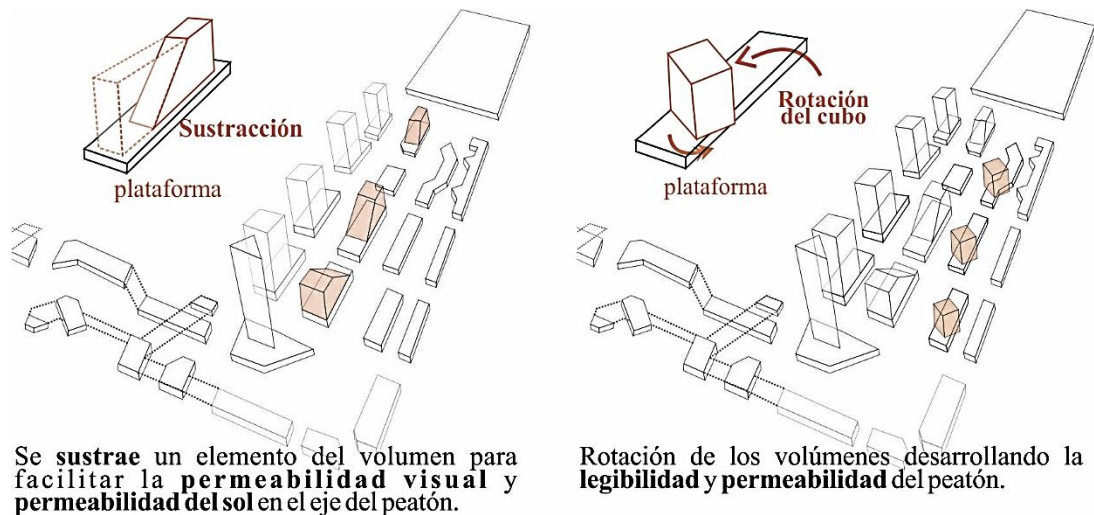 Sustracción
plataforma
Se sustrae un elemento del volumen para
facilitar la permeabilidad visual y
permeabilidad del sol en el eje del peatón.
Rotación
del cubo
plataforma
Rotación de los volúmenes desarrollando la
legibilidad y permeabilidad del peatón.